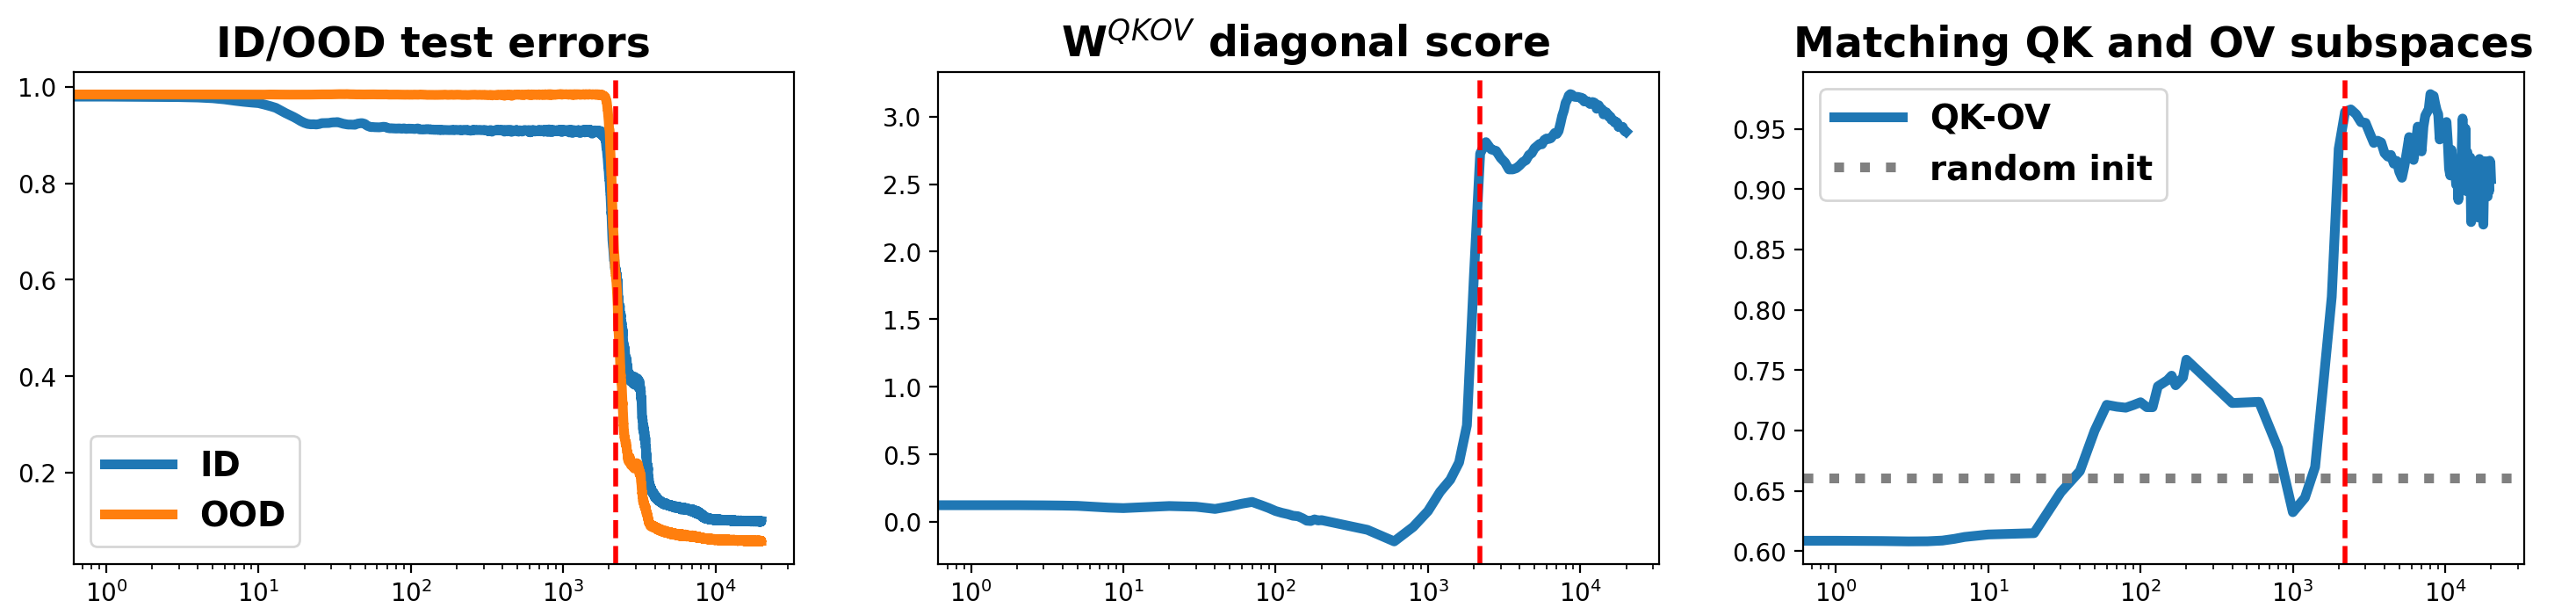 ID/OOD test errors
1.0
0.8
0.6
0.4
0.2
ID
OOD
10⁰ 10¹ 10² 10³ 10⁴
W^{QKOV} diagonal score
3.0
2.5
2.0
1.5
1.0
0.5
0.0
10⁰ 10¹ 10² 10³ 10⁴
Matching QK and OV subspaces
0.95
0.90
0.85
0.80
0.75
0.70
0.65
0.60
QK-OV
random init
10⁰ 10¹ 10² 10³ 10⁴